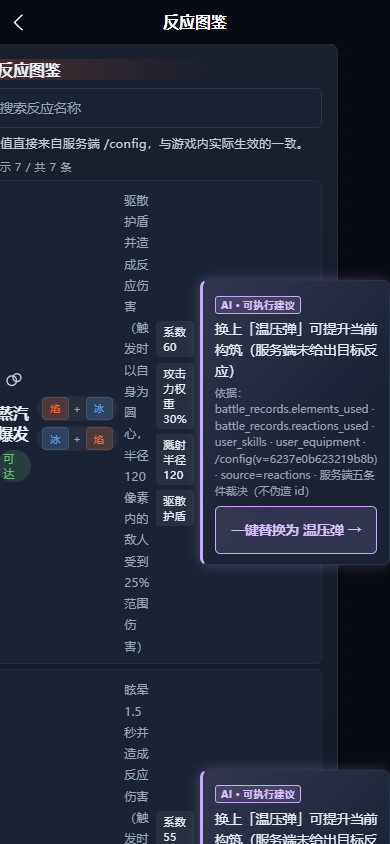 反应图鉴
反应图鉴
搜索反应名称
值直接来自服务端 /config，与游戏内实际生效的一致。
示 7 / 共 7 条
蒸汽
爆发
可
达
焰 + 冰
冰 + 焰
驱散
护盾
并造
成反
应伤
害
（触
发时
以自
身为
圆
心，
半径
120
像素
内的
敌人
受到
25%
范围
伤
害）
系数
60
攻击
力权
重
30%
溅射
半径
120
驱散
护盾
AI · 可执行建议
换上「温压弹」可提升当前
构筑（服务端未给出目标反
应）
依据：
battle_records.elements_used ·
battle_records.reactions_used ·
user_skills · user_equipment ·
/config(v=6237e0b623219b8b)
· source=reactions · 服务端五条
件裁决（不伪造 id）
一键替换为 温压弹 →
眩晕
1.5
秒并
造成
反应
伤害
（触
发时
系数
55
AI · 可执行建议
换上「温压弹」可提升当前
构筑（服务端未给出目标反